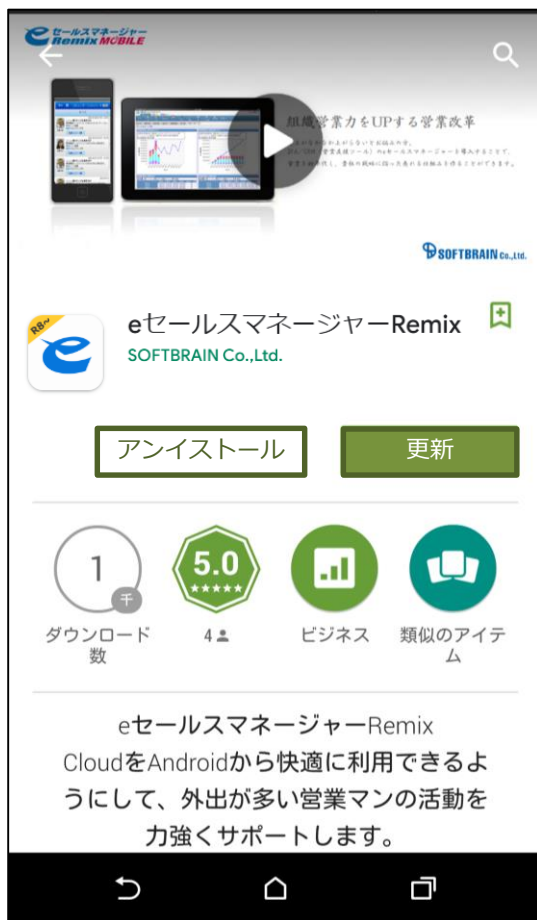 eセールスマネージャー
Remix MOBILE
組織営業力をUPする営業改革
SOFTBRAIN Co.,Ltd.
R8~
eセールスマネージャーRemix
SOFTBRAIN Co.,Ltd.
アンイストール
更新
1
千
5.0
ダウンロード
数
4
ビジネス
類似のアイテ
ム
eセールスマネージャーRemix
CloudをAndroidから快適に利用できるよ
うにして、外出が多い営業マンの活動を
力強くサポートします。